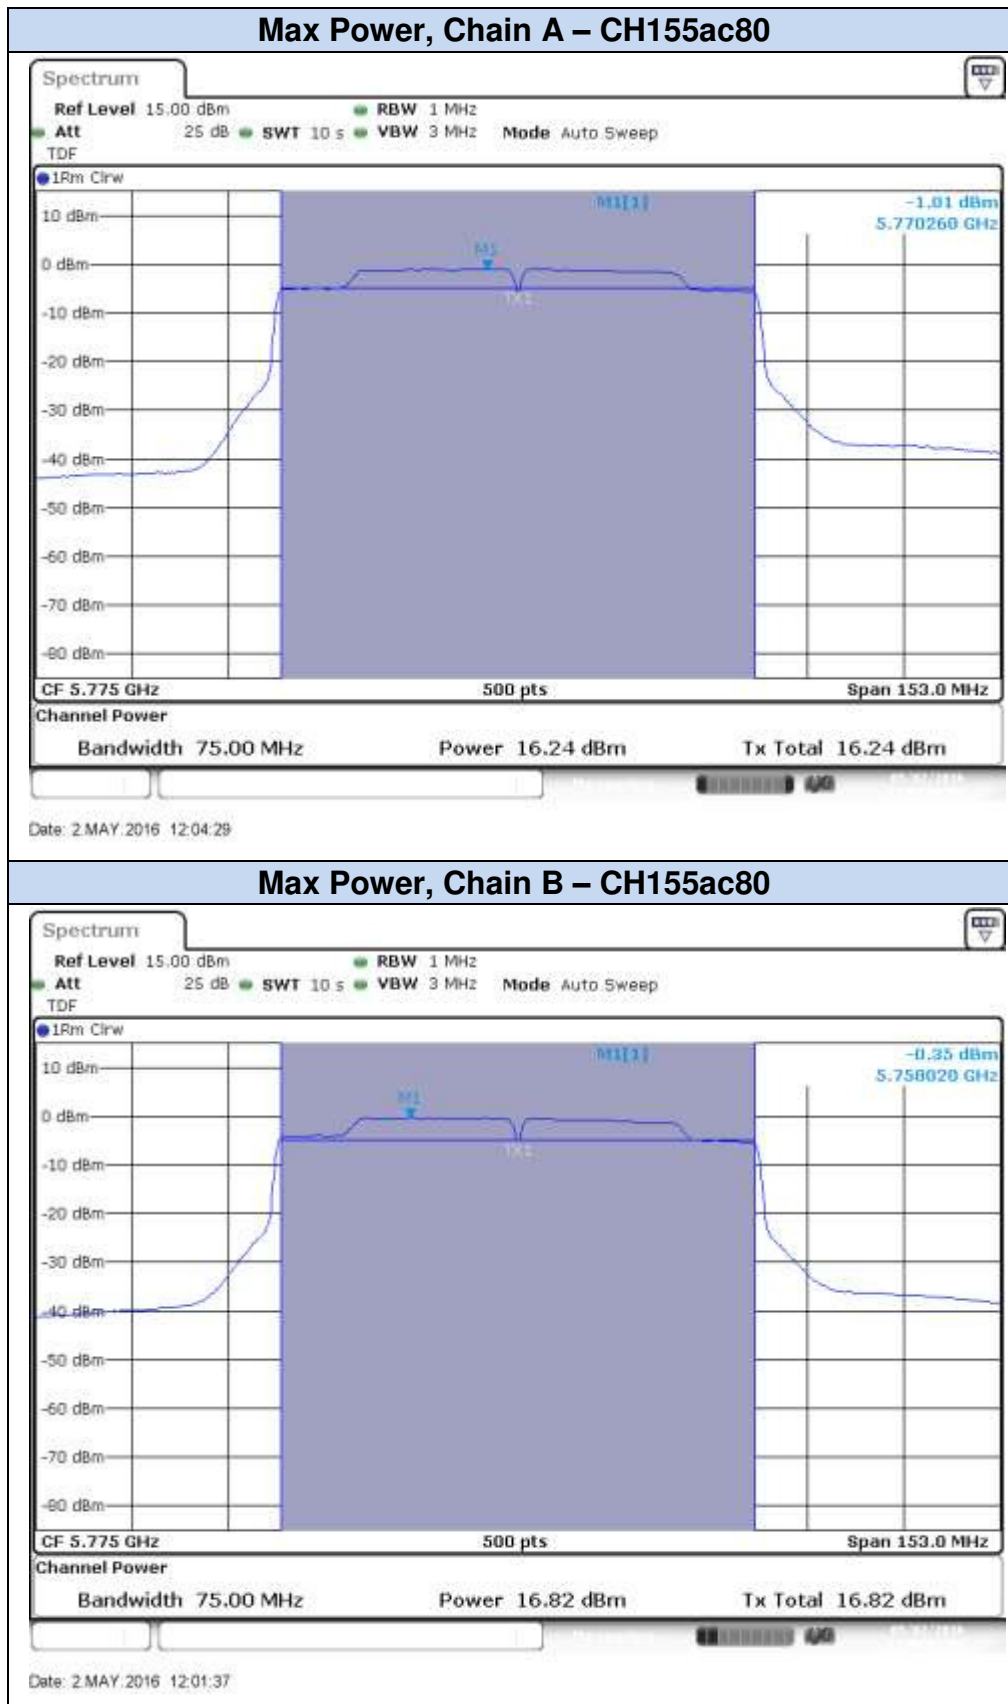 Max Power, Chain A – CH155ac80
Spectrum
Ref Level 15.00 dBm RBW 1 MHz
Att 25 dB SWT 10 s VBW 3 MHz Mode Auto Sweep
TDF
1Rm Clrw
M1[1] -1.01 dBm
10 dBm
5.770260 GHz
M1
0 dBm
TX1
-10 dBm
-20 dBm
-30 dBm
-40 dBm
-50 dBm
-60 dBm
-70 dBm
-80 dBm
CF 5.775 GHz 500 pts Span 153.0 MHz
Channel Power
Bandwidth 75.00 MHz Power 16.24 dBm Tx Total 16.24 dBm
Date: 2.MAY.2016 12:04:29
Max Power, Chain B – CH155ac80
Spectrum
Ref Level 15.00 dBm RBW 1 MHz
Att 25 dB SWT 10 s VBW 3 MHz Mode Auto Sweep
TDF
1Rm Clrw
M1[1] -0.35 dBm
10 dBm
5.758020 GHz
M1
0 dBm
TX1
-10 dBm
-20 dBm
-30 dBm
-40 dBm
-50 dBm
-60 dBm
-70 dBm
-80 dBm
CF 5.775 GHz 500 pts Span 153.0 MHz
Channel Power
Bandwidth 75.00 MHz Power 16.82 dBm Tx Total 16.82 dBm
Date: 2.MAY.2016 12:01:37